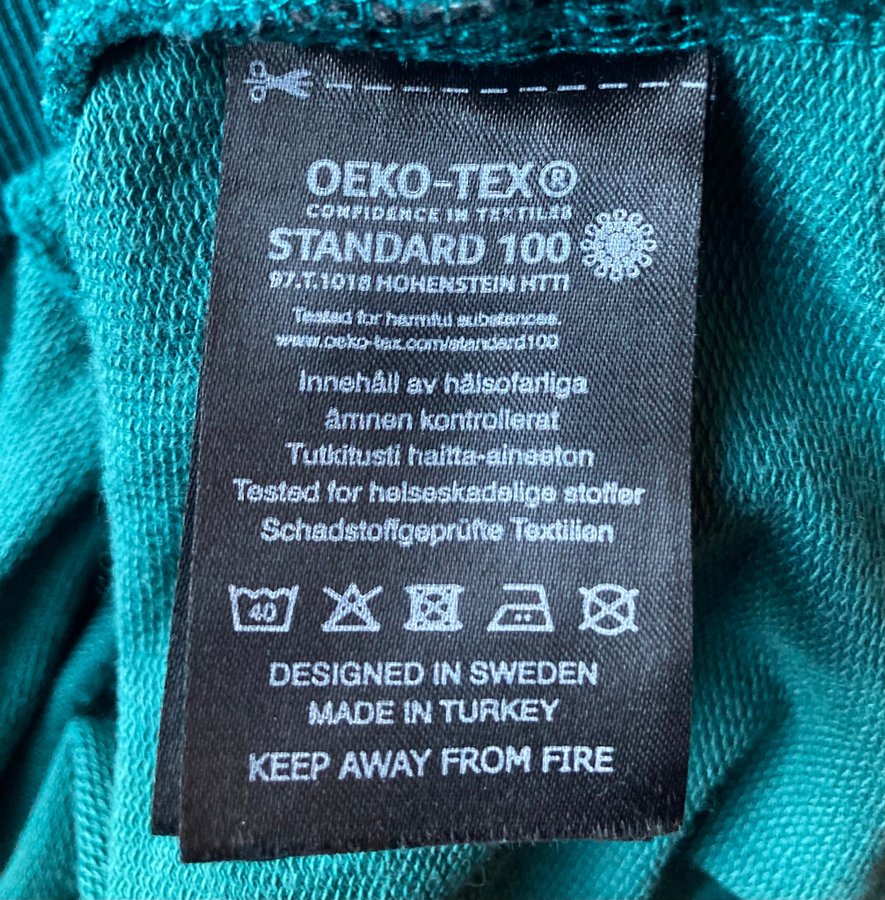 OEKO-TEX®
CONFIDENCE IN TEXTILES
STANDARD 100
97.T.1018 HOHENSTEIN HTTI
Tested for harmful substances.
www.oeko-tex.com/standard100
Innehåll av hälsofarliga
ämnen kontrollerat
Tutkitusti haitta-aineeton
Tested for helseskadelige stoffer
Schadstoffgeprüfte Textilien
40
DESIGNED IN SWEDEN
MADE IN TURKEY
KEEP AWAY FROM FIRE